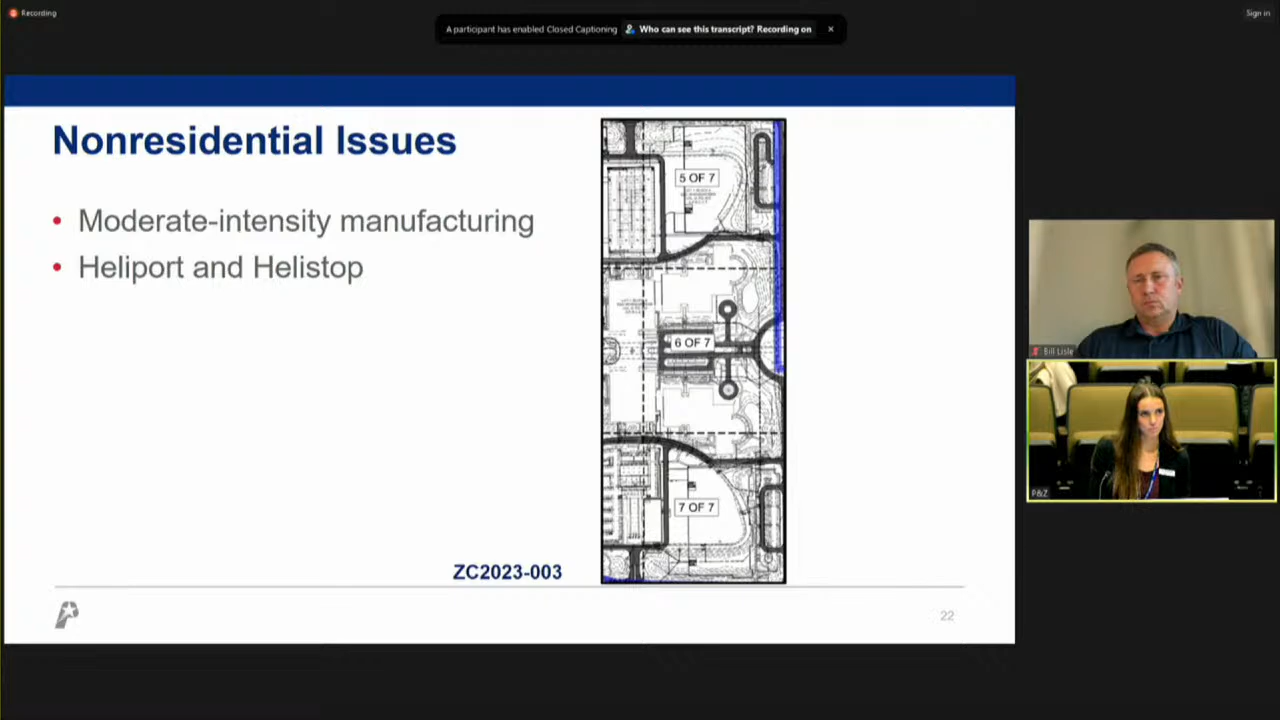 Recording
Sign in
A participant has enabled Closed Captioning Who can see this transcript? Recording on ×
Nonresidential Issues
• Moderate-intensity manufacturing
• Heliport and Helistop
5 OF 7
6 OF 7
7 OF 7
ZC2023-003
22
Bill Lisle
P&Z